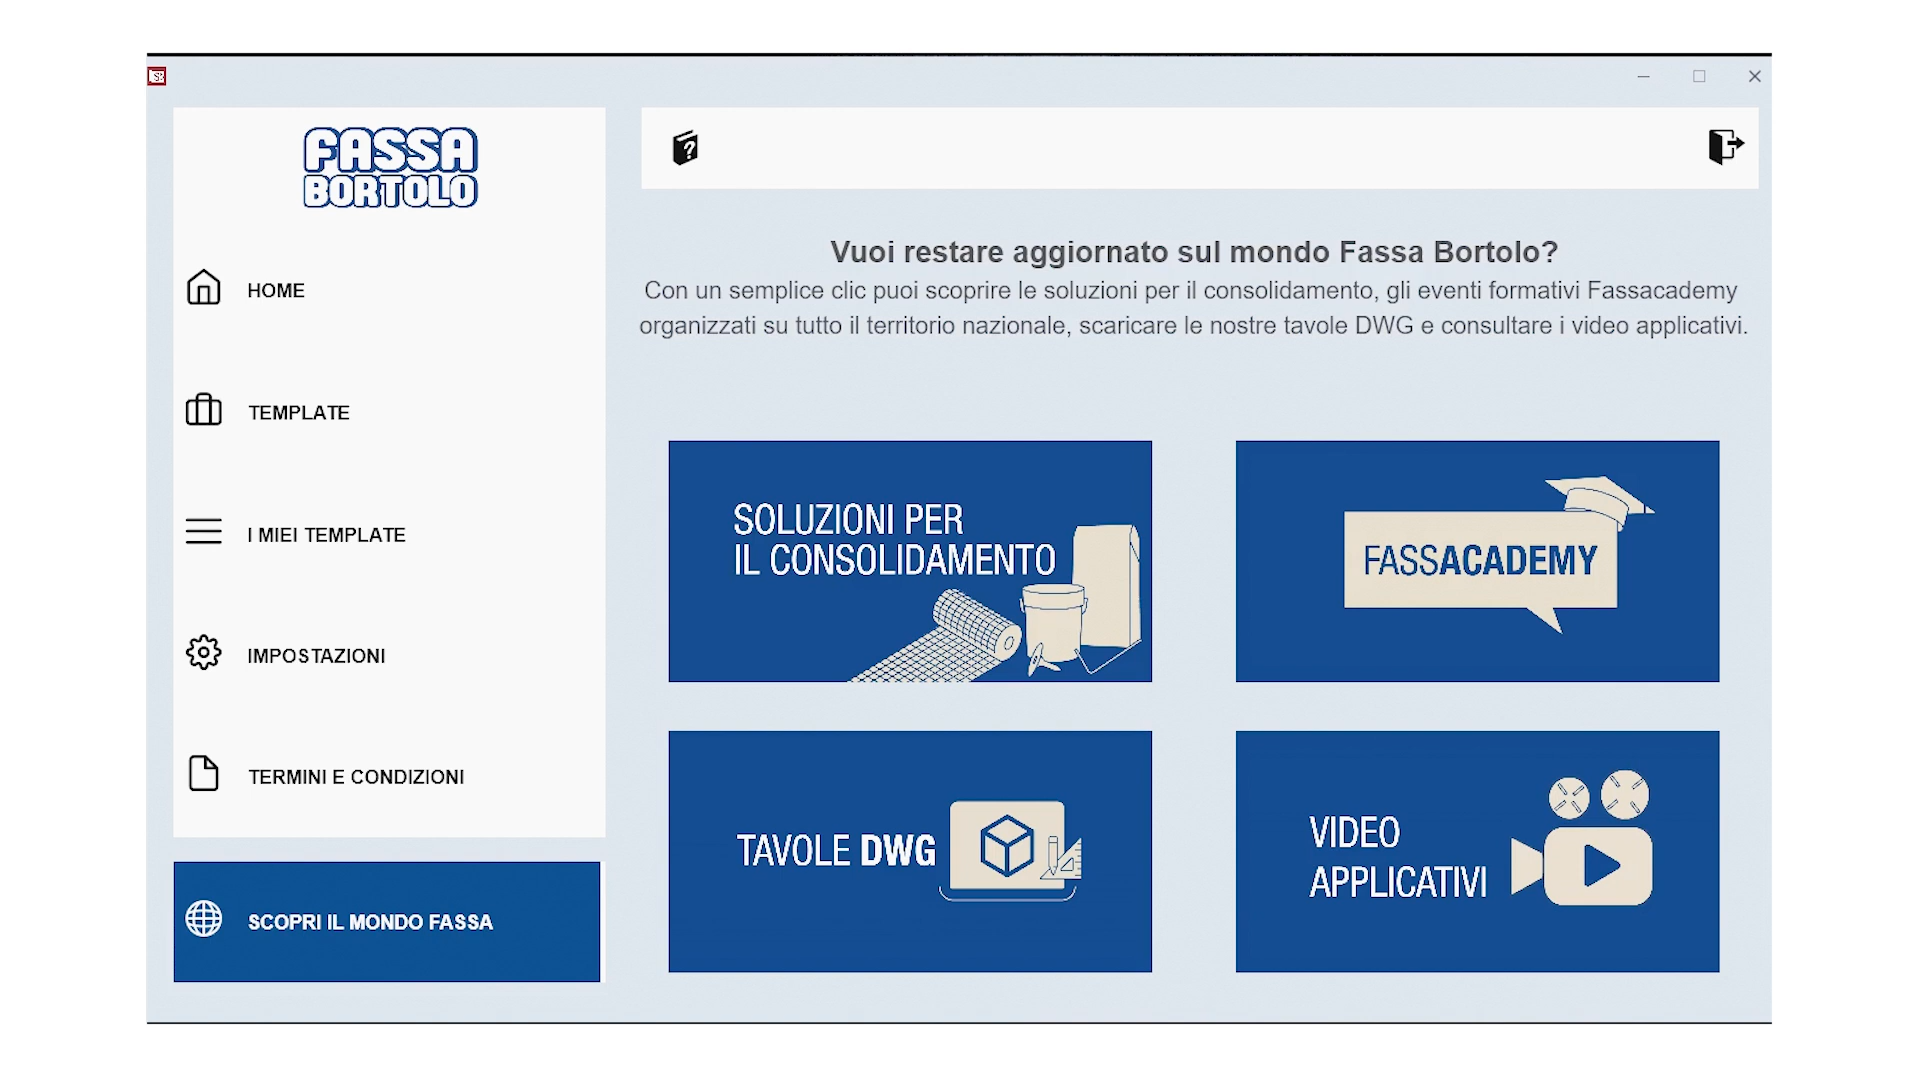 FASSA
BORTOLO
HOME
TEMPLATE
I MIEI TEMPLATE
IMPOSTAZIONI
TERMINI E CONDIZIONI
SCOPRI IL MONDO FASSA
?
Vuoi restare aggiornato sul mondo Fassa Bortolo?
Con un semplice clic puoi scoprire le soluzioni per il consolidamento, gli eventi formativi Fassacademy
organizzati su tutto il territorio nazionale, scaricare le nostre tavole DWG e consultare i video applicativi.
SOLUZIONI PER
IL CONSOLIDAMENTO
FASSACADEMY
TAVOLE DWG
VIDEO
APPLICATIVI